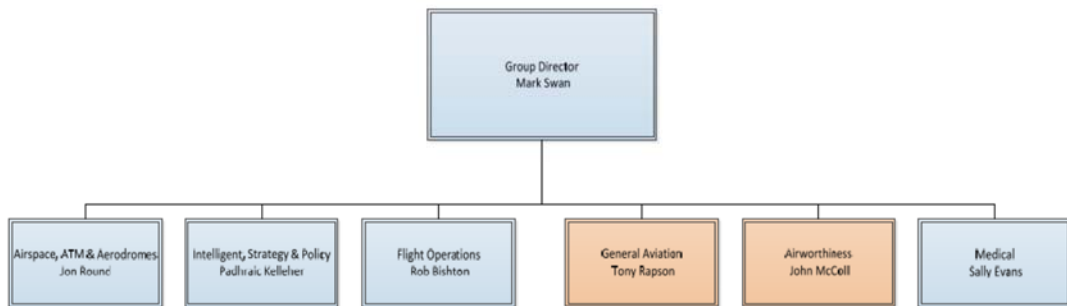 Group Director
Mark Swan
Airspace, ATM & Aerodromes
Jon Round
Intelligent, Strategy & Policy
Padhraic Kelleher
Flight Operations
Rob Bishton
General Aviation
Tony Rapson
Airworthiness
John McColl
Medical
Sally Evans